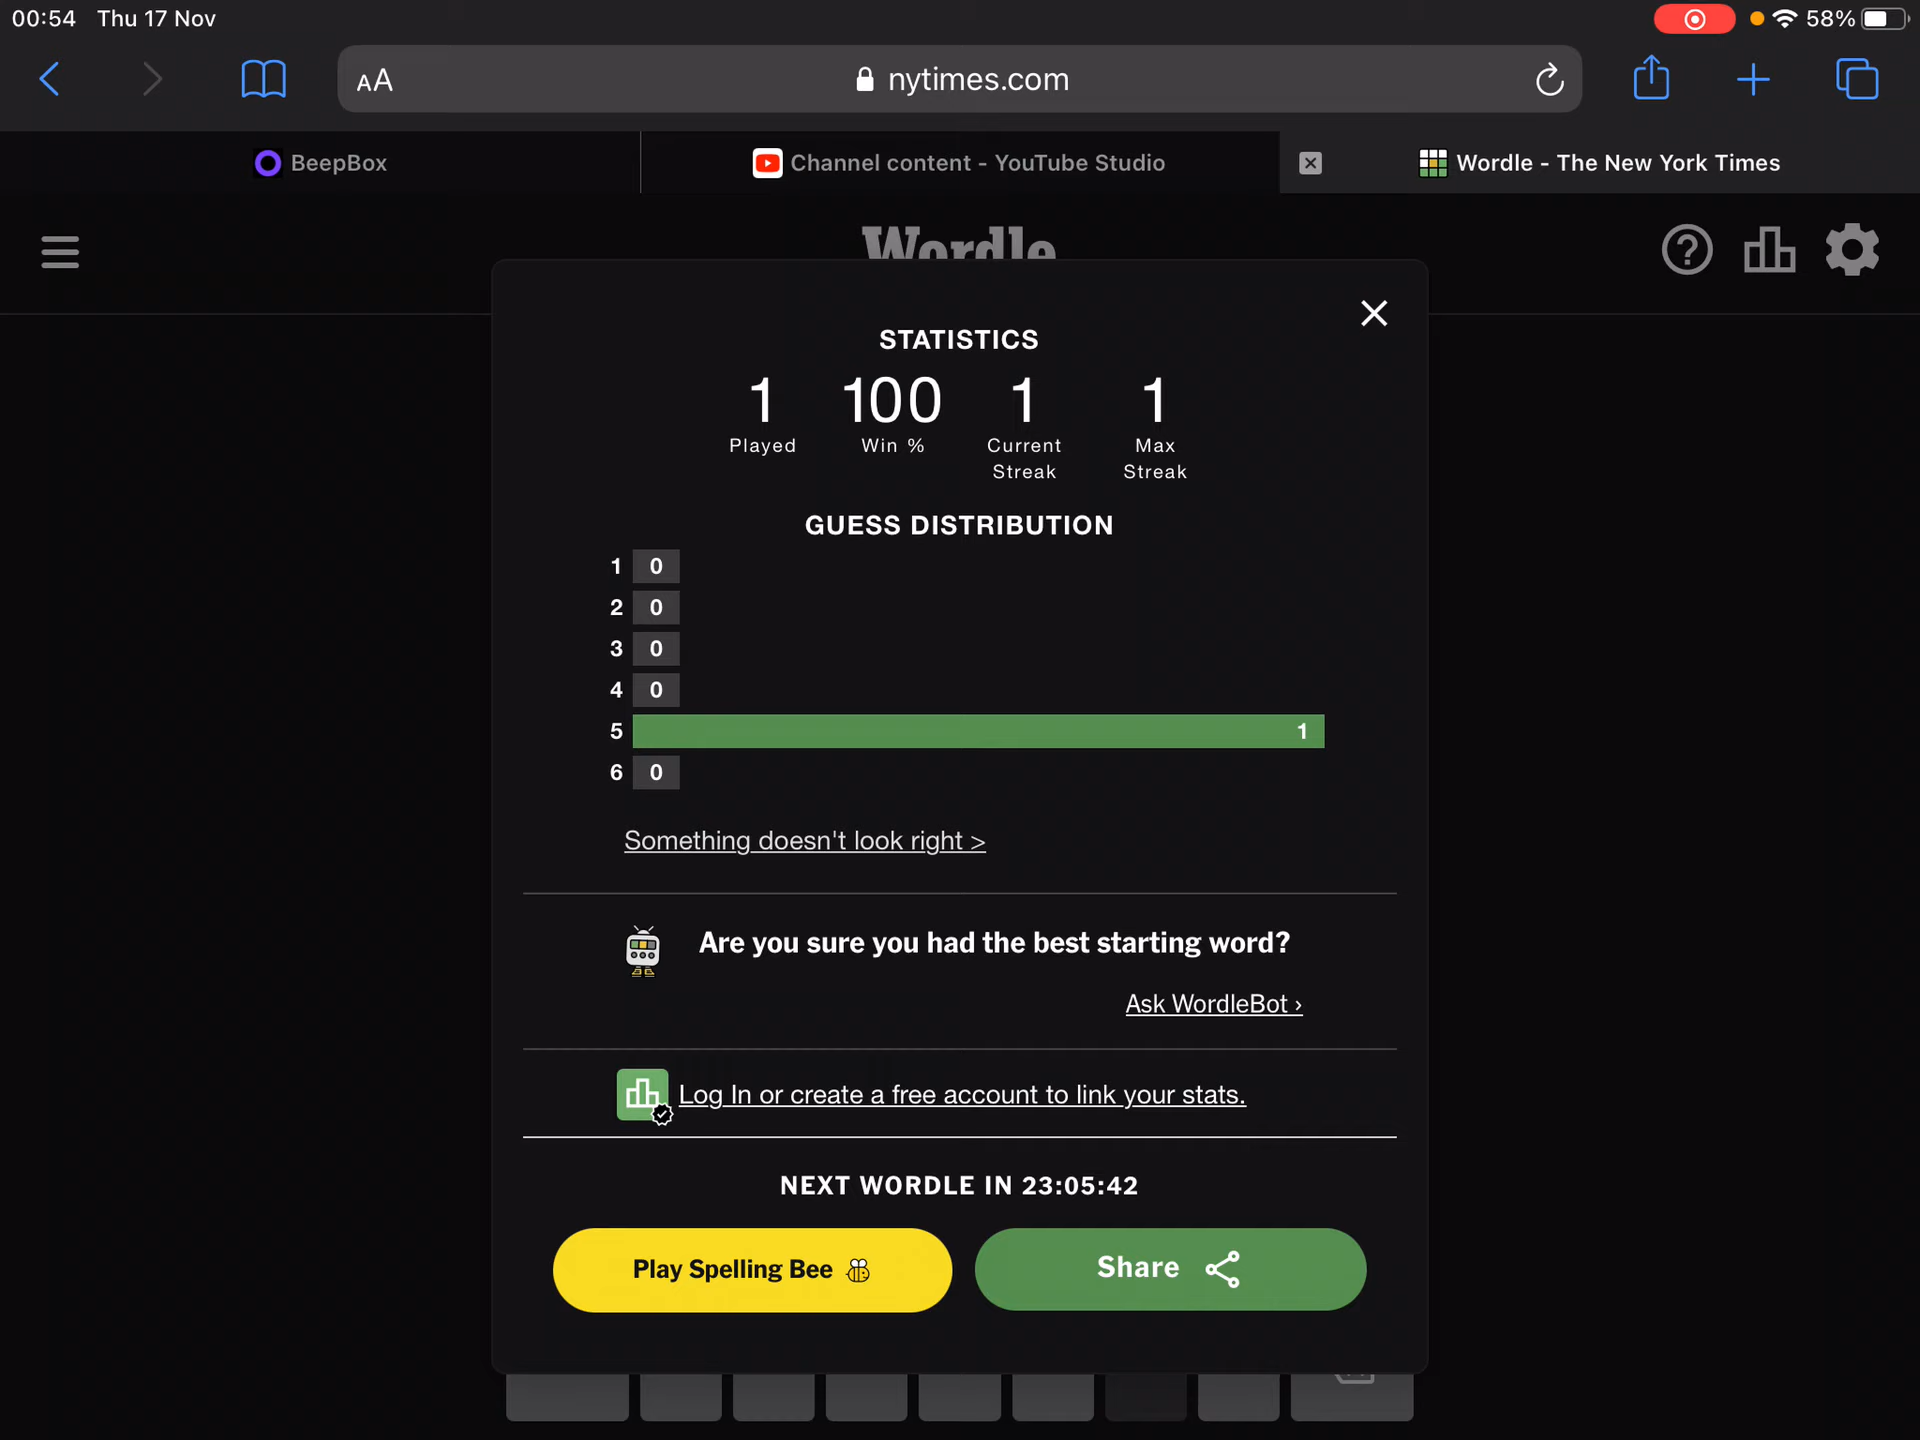 00:54 Thu 17 Nov
58%
AA
nytimes.com
BeepBox
Channel content - YouTube Studio
Wordle - The New York Times
Wordle
STATISTICS
1 100 1 1
Played Win % Current Streak Max Streak
GUESS DISTRIBUTION
1 0
2 0
3 0
4 0
5 1
6 0
Something doesn't look right >
Are you sure you had the best starting word?
Ask WordleBot ›
Log In or create a free account to link your stats.
NEXT WORDLE IN 23:05:42
Play Spelling Bee
Share